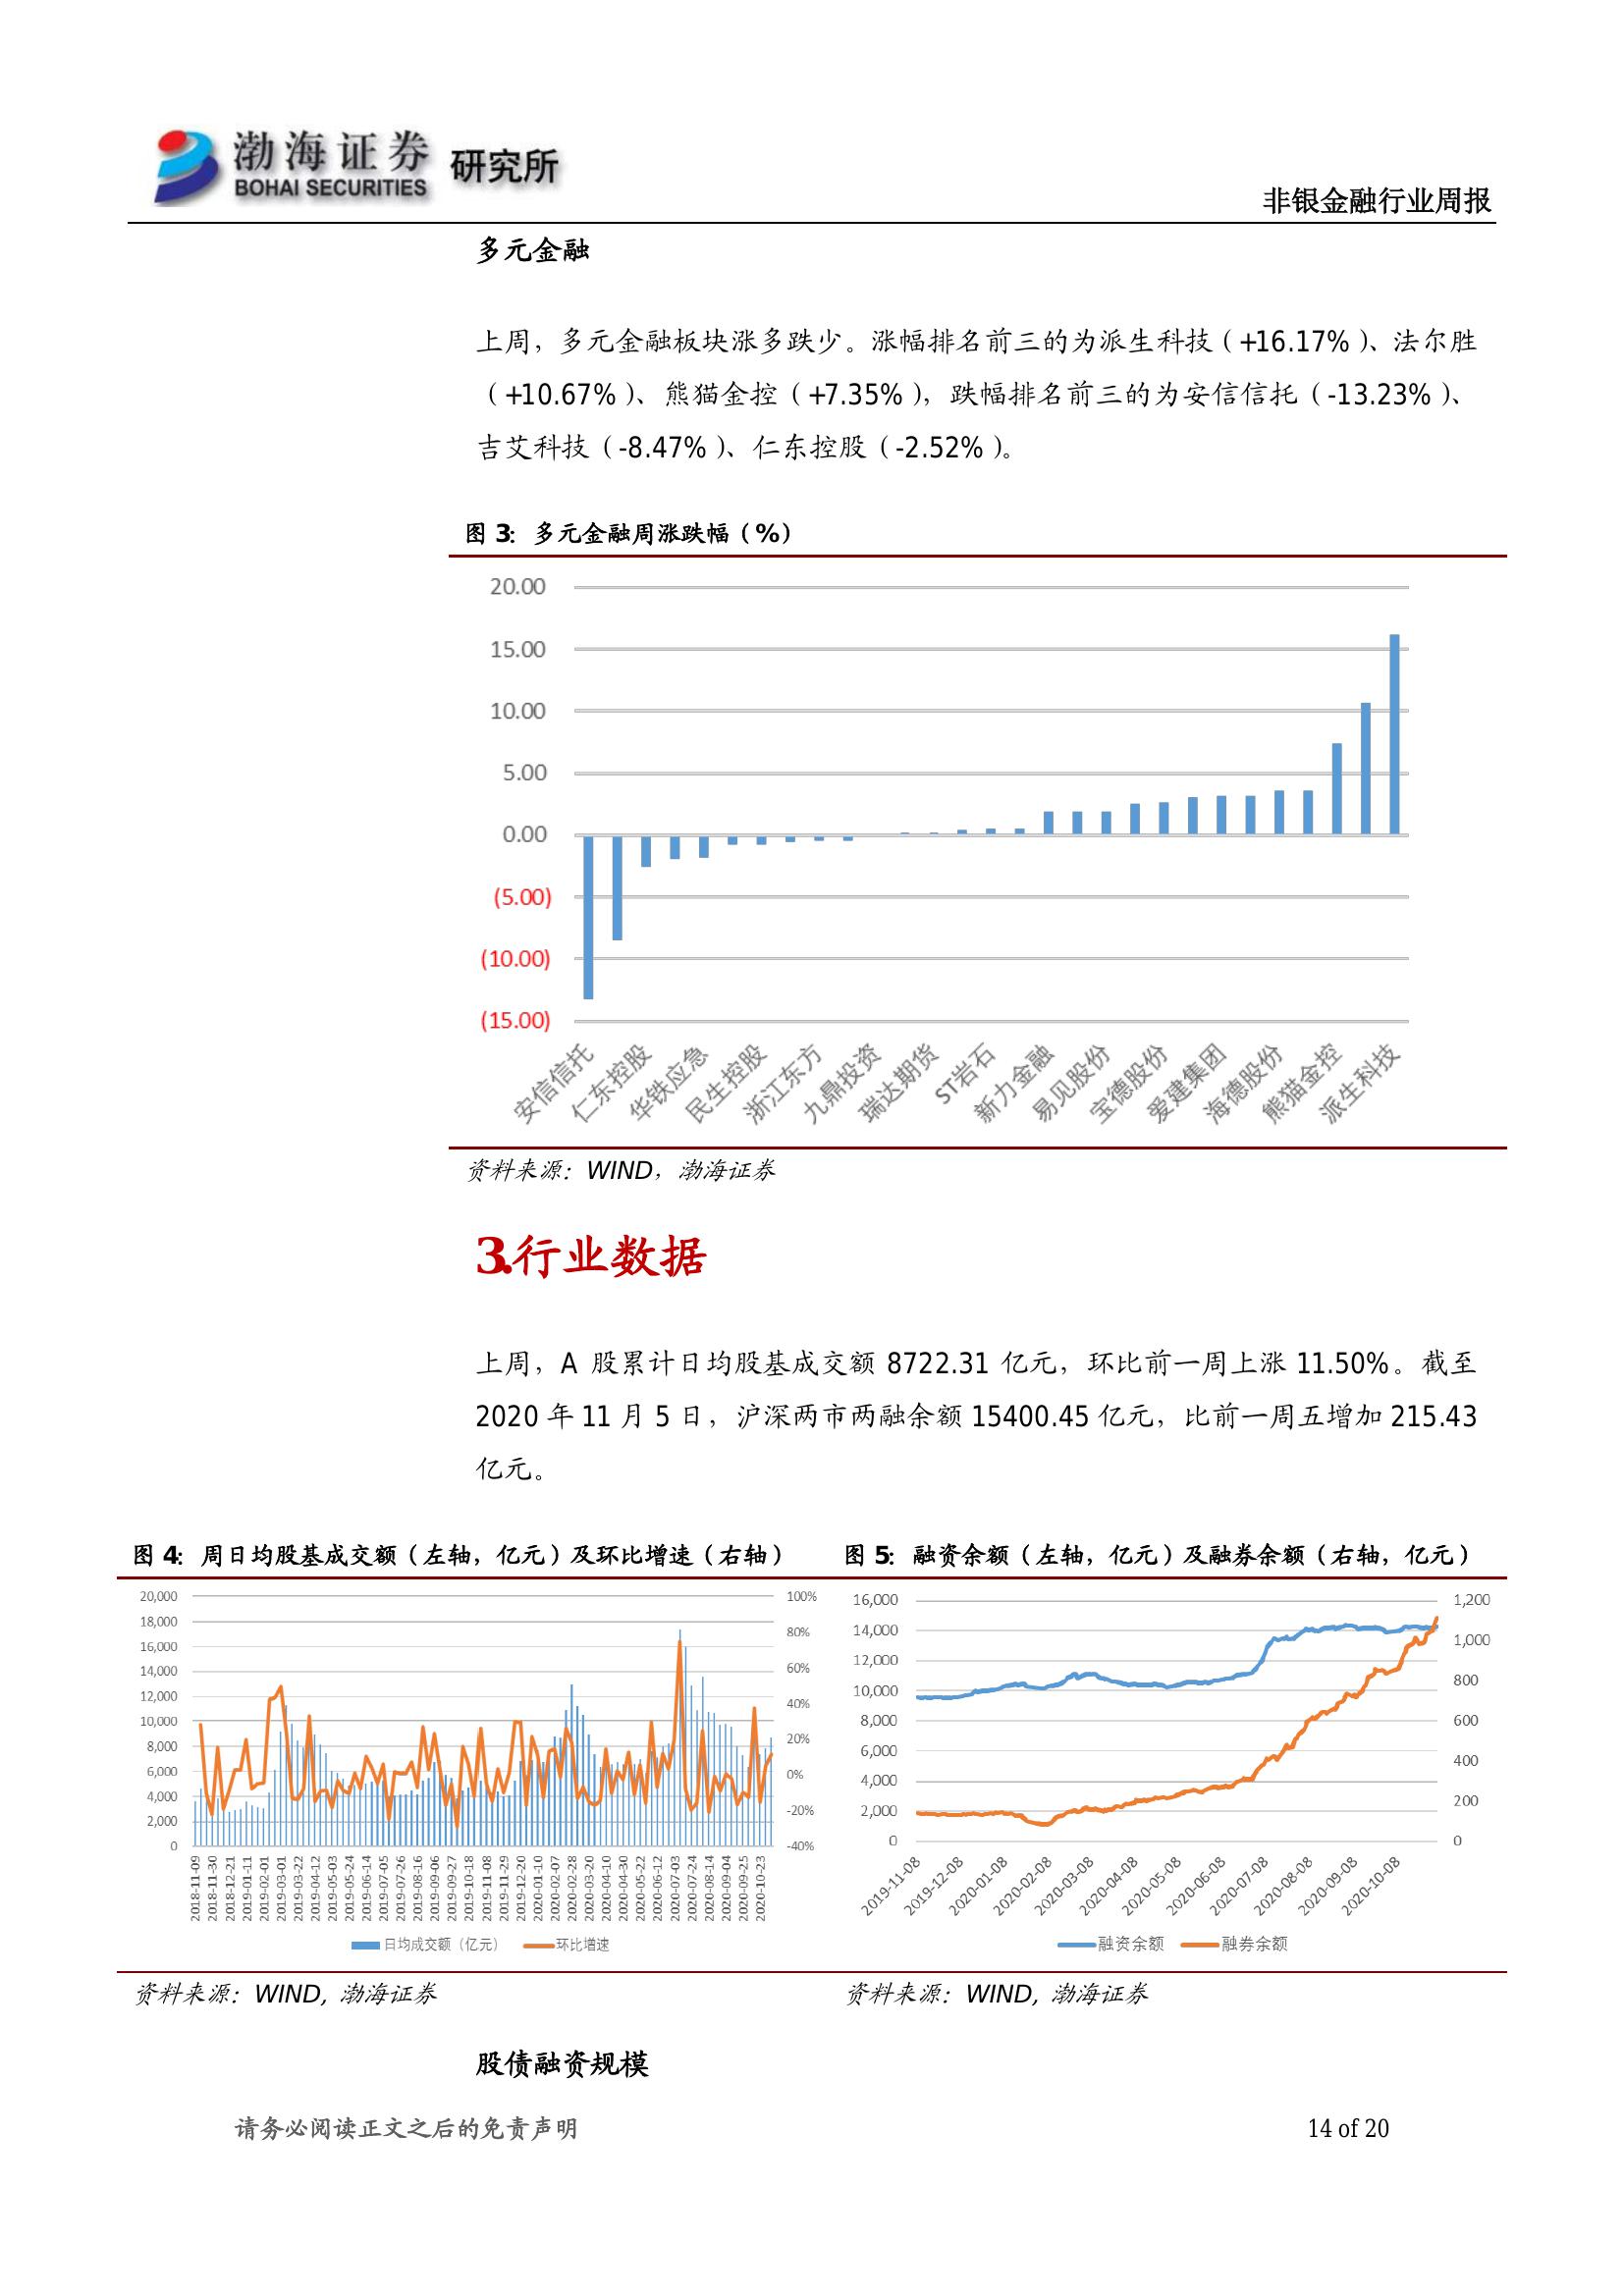 渤海证券 研究所
BOHAI SECURITIES
非银金融行业周报
多元金融
上周，多元金融板块涨多跌少。涨幅排名前三的为派生科技（+16.17%）、法尔胜
（+10.67%）、熊猫金控（+7.35%），跌幅排名前三的为安信信托（-13.23%）、
吉艾科技（-8.47%）、仁东控股（-2.52%）。
图 3：多元金融周涨跌幅（%）
20.00
15.00
10.00
5.00
0.00
(5.00)
(10.00)
(15.00)
安信信托
仁东控股
华铁应急
民生控股
浙江东方
九鼎投资
瑞达期货
ST岩石
新力金融
易见股份
宝德股份
爱建集团
海德股份
熊猫金控
派生科技
资料来源：WIND，渤海证券
3.行业数据
上周，A 股累计日均股基成交额 8722.31 亿元，环比前一周上涨 11.50%。截至
2020 年 11 月 5 日，沪深两市两融余额 15400.45 亿元，比前一周五增加 215.43
亿元。
图 4：周日均股基成交额（左轴，亿元）及环比增速（右轴）
20,000
18,000
16,000
14,000
12,000
10,000
8,000
6,000
4,000
2,000
0
100%
80%
60%
40%
20%
0%
-20%
-40%
2018-11-09
2018-11-30
2018-12-21
2019-01-11
2019-02-01
2019-03-01
2019-03-22
2019-04-12
2019-05-03
2019-05-24
2019-06-14
2019-07-05
2019-07-26
2019-08-16
2019-09-06
2019-09-27
2019-10-18
2019-11-08
2019-11-29
2019-12-20
2020-01-10
2020-02-07
2020-02-28
2020-03-20
2020-04-10
2020-04-30
2020-05-22
2020-06-12
2020-07-03
2020-07-24
2020-08-14
2020-09-04
2020-09-25
2020-10-23
日均成交额（亿元） 环比增速
图 5：融资余额（左轴，亿元）及融券余额（右轴，亿元）
16,000
14,000
12,000
10,000
8,000
6,000
4,000
2,000
0
1,200
1,000
800
600
400
200
0
2019-11-08
2019-12-08
2020-01-08
2020-02-08
2020-03-08
2020-04-08
2020-05-08
2020-06-08
2020-07-08
2020-08-08
2020-09-08
2020-10-08
融资余额 融券余额
资料来源：WIND, 渤海证券
资料来源：WIND, 渤海证券
股债融资规模
请务必阅读正文之后的免责声明
14 of 20